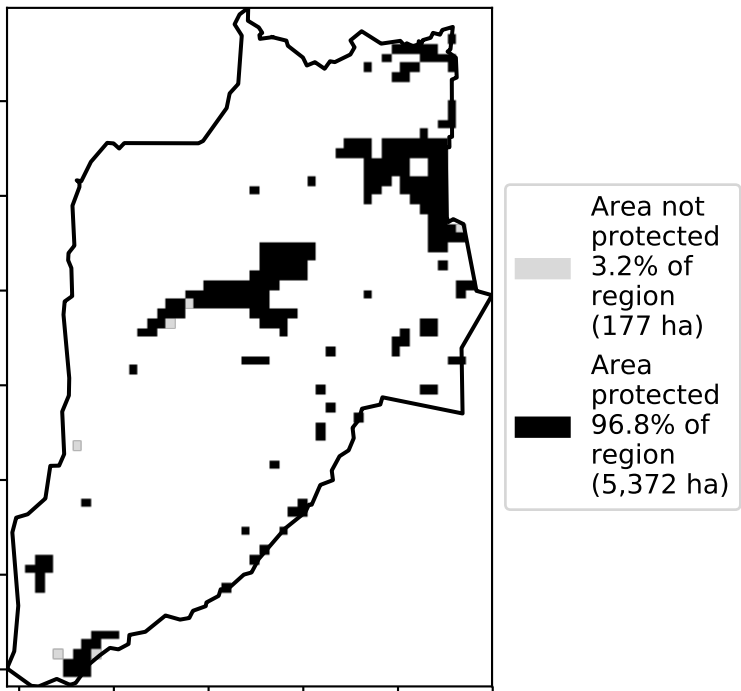 Area not
protected
3.2% of
region
(177 ha)
Area
protected
96.8% of
region
(5,372 ha)